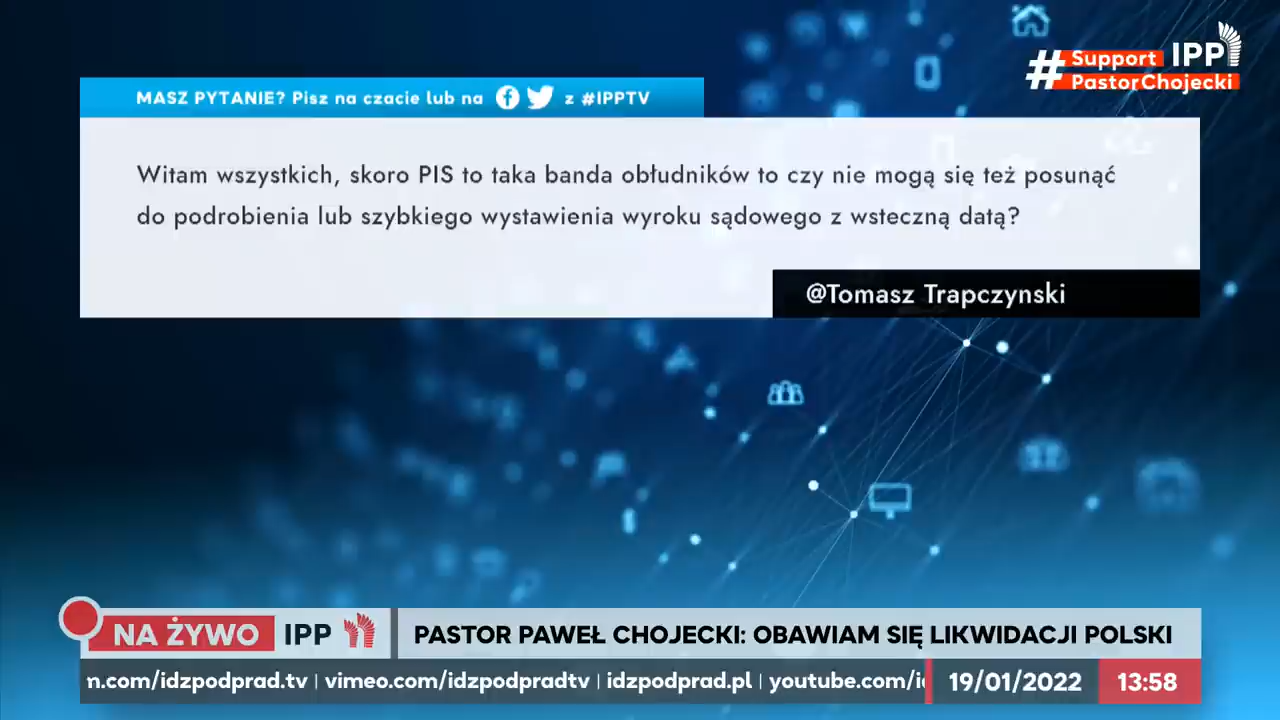 #Support PastorChojecki
IPP
MASZ PYTANIE? Pisz na czacie lub na z #IPPTV
Witam wszystkich, skoro PIS to taka banda obłudników to czy nie mogą się też posunąć
do podrobienia lub szybkiego wystawienia wyroku sądowego z wsteczną datą?
@Tomasz Trapczynski
NA ŻYWO IPP
PASTOR PAWEŁ CHOJECKI: OBAWIAM SIĘ LIKWIDACJI POLSKI
n.com/idzpodprad.tv | vimeo.com/idzpodpradtv | idzpodprad.pl | youtube.com/i
19/01/2022 13:58